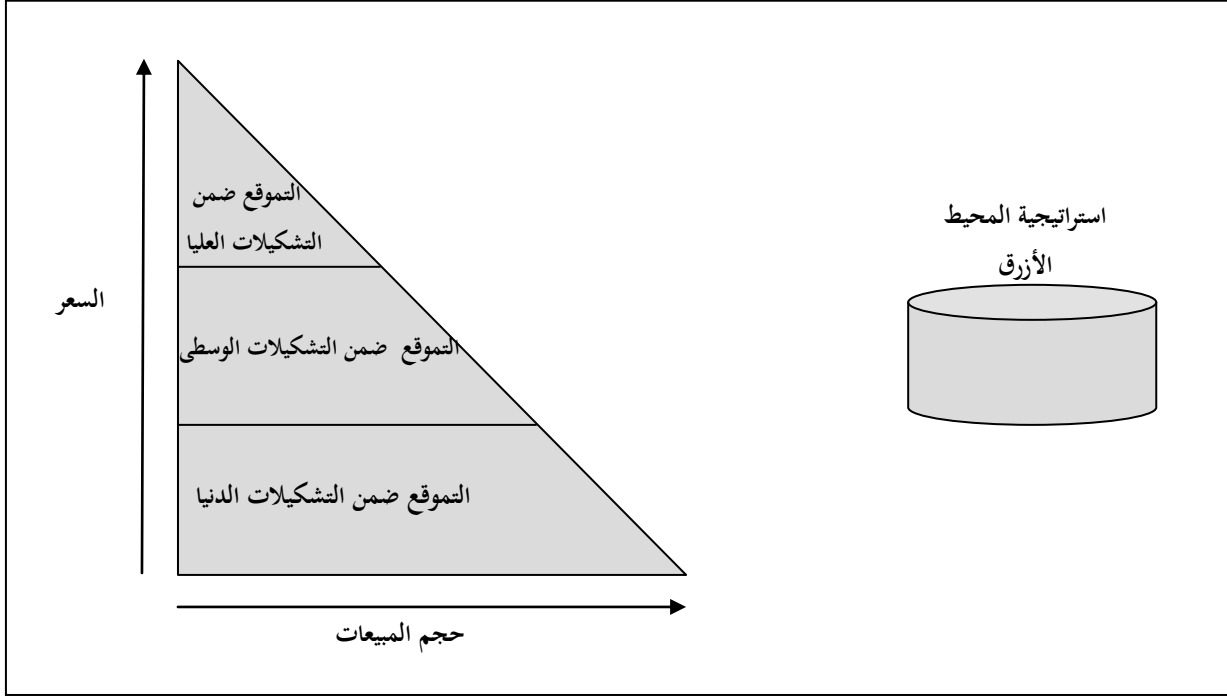 التموقع ضمن
التشكيلات العليا
استراتيجية المحيط
الأزرق
السعر
التموقع ضمن التشكيلات الوسطى
التموقع ضمن التشكيلات الدنيا
حجم المبيعات